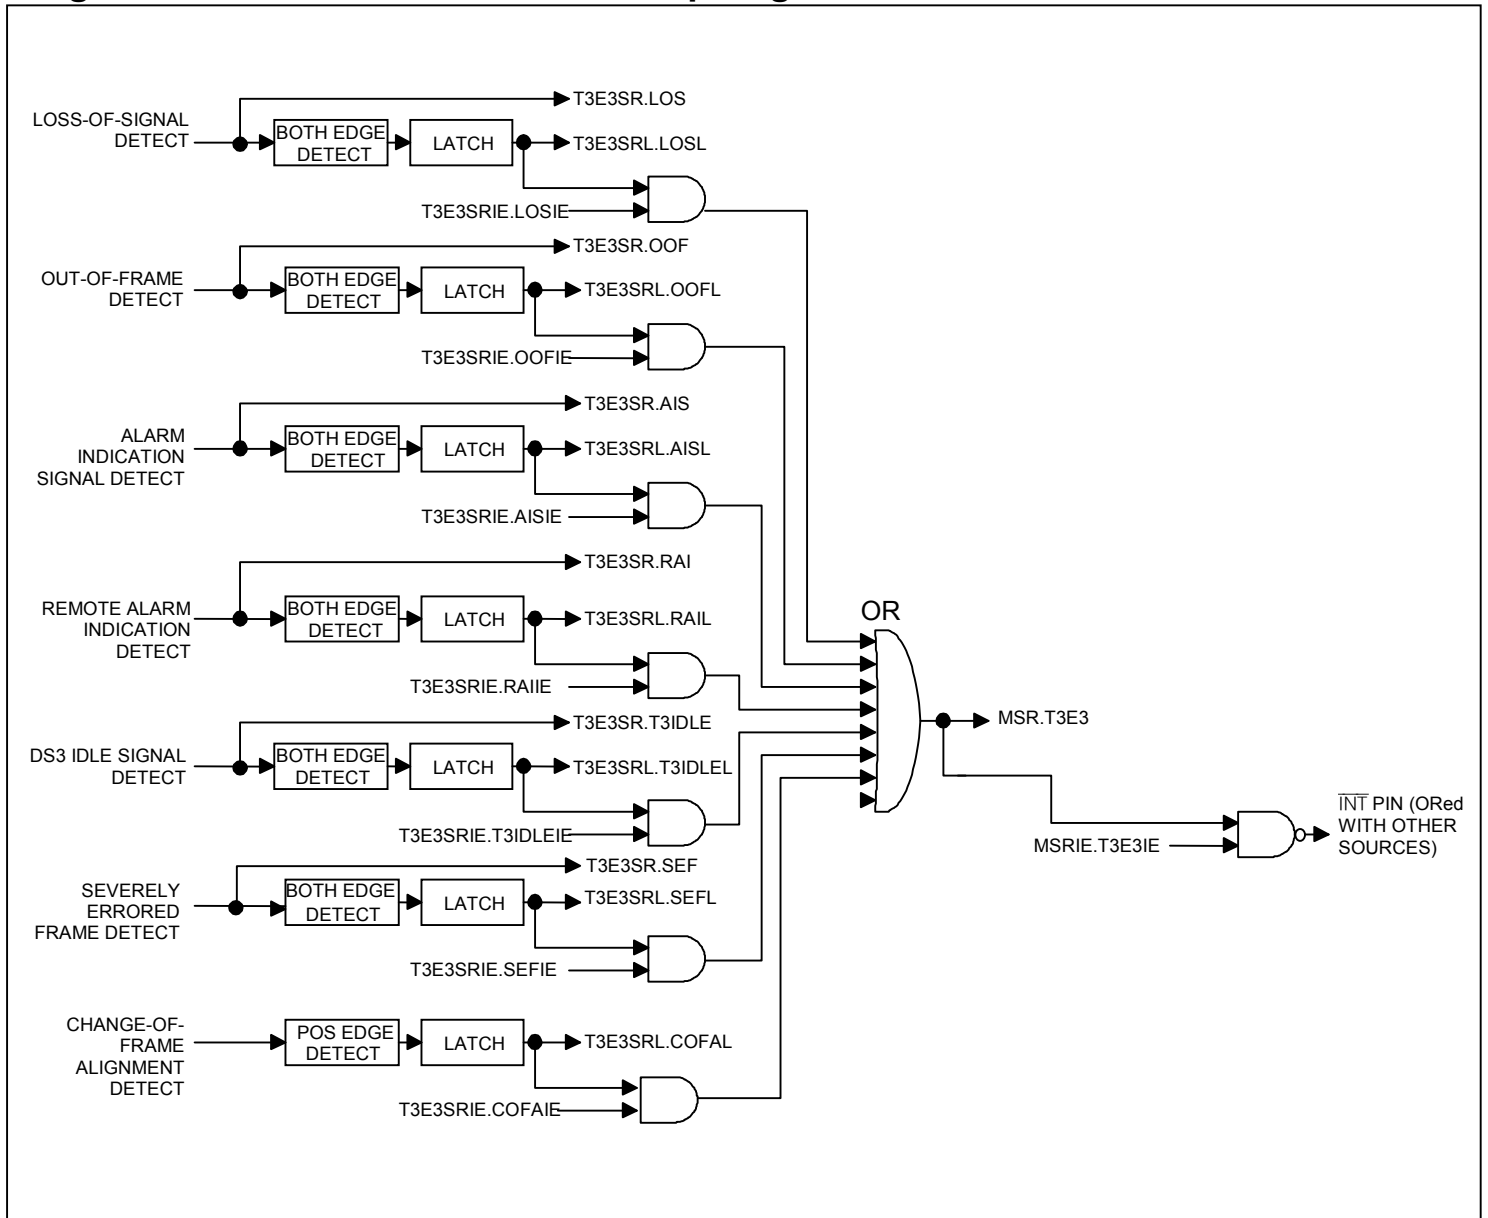 T3E3SR.LOS
LOSS-OF-SIGNAL
DETECT
BOTH EDGE
DETECT
LATCH
T3E3SRL.LOSL
T3E3SRIE.LOSIE
T3E3SR.OOF
OUT-OF-FRAME
DETECT
BOTH EDGE
DETECT
LATCH
T3E3SRL.OOFL
T3E3SRIE.OOFIE
T3E3SR.AIS
ALARM
INDICATION
SIGNAL DETECT
BOTH EDGE
DETECT
LATCH
T3E3SRL.AISL
T3E3SRIE.AISIE
T3E3SR.RAI
REMOTE ALARM
INDICATION
DETECT
BOTH EDGE
DETECT
LATCH
T3E3SRL.RAIL
T3E3SRIE.RAIIE
OR
MSR.T3E3
T3E3SR.T3IDLE
DS3 IDLE SIGNAL
DETECT
BOTH EDGE
DETECT
LATCH
T3E3SRL.T3IDLEL
T3E3SRIE.T3IDLEIE
MSRIE.T3E3IE
INT PIN (ORed
WITH OTHER
SOURCES)
T3E3SR.SEF
SEVERELY
ERRORED
FRAME DETECT
BOTH EDGE
DETECT
LATCH
T3E3SRL.SEFL
T3E3SRIE.SEFIE
CHANGE-OF-
FRAME
ALIGNMENT
DETECT
POS EDGE
DETECT
LATCH
T3E3SRL.COFAL
T3E3SRIE.COFAIE